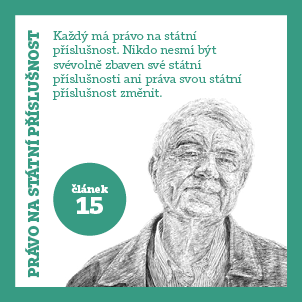 PRÁVO NA STÁTNÍ PŘÍSLUŠNOST
Každý má právo na státní
příslušnost. Nikdo nesmí být
svévolně zbaven své státní
příslušnosti ani práva svou státní
příslušnost změnit.
článek
15